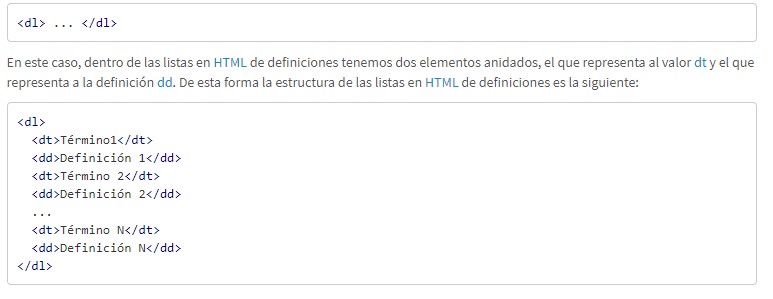 <dl> ... </dl>
En este caso, dentro de las listas en HTML de definiciones tenemos dos elementos anidados, el que representa al valor dt y el que
representa a la definición dd. De esta forma la estructura de las listas en HTML de definiciones es la siguiente:
<dl>
  <dt>Término1</dt>
  <dd>Definición 1</dd>
  <dt>Término 2</dt>
  <dd>Definición 2</dd>
  ...
  <dt>Término N</dt>
  <dd>Definición N</dd>
</dl>